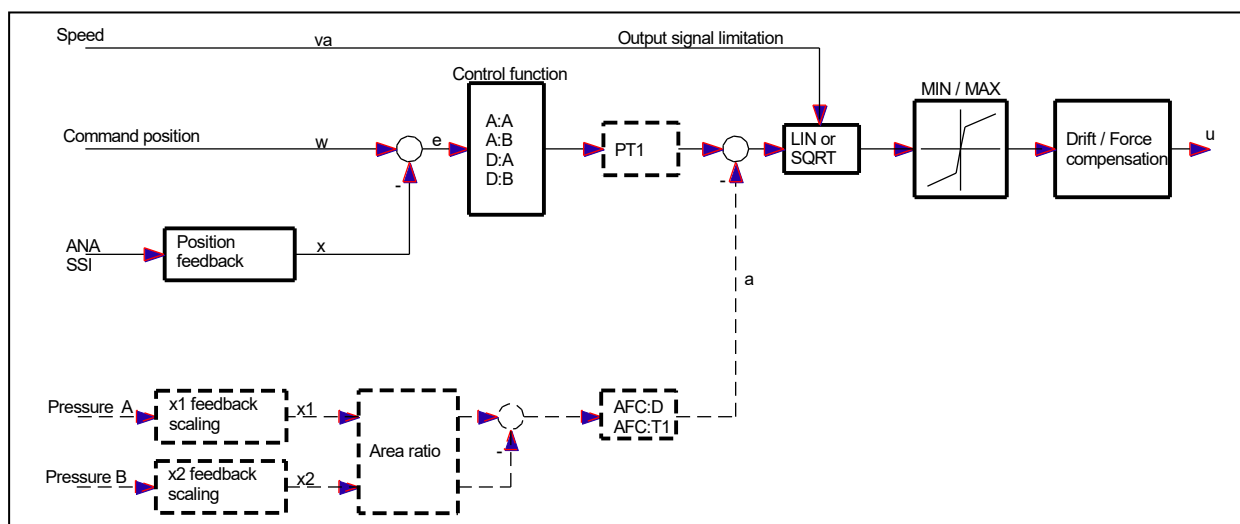 Speed
va
Output signal limitation
Control function
MIN / MAX
Command position
w
e
A:A
A:B
D:A
D:B
PT1
-
-
LIN or
SQRT
Drift / Force
compensation
u
ANA
SSI
Position
feedback
x
a
Pressure A
x1 feedback
scaling
x1
Area ratio
-
AFC:D
AFC:T1
Pressure B
x2 feedback
scaling
x2